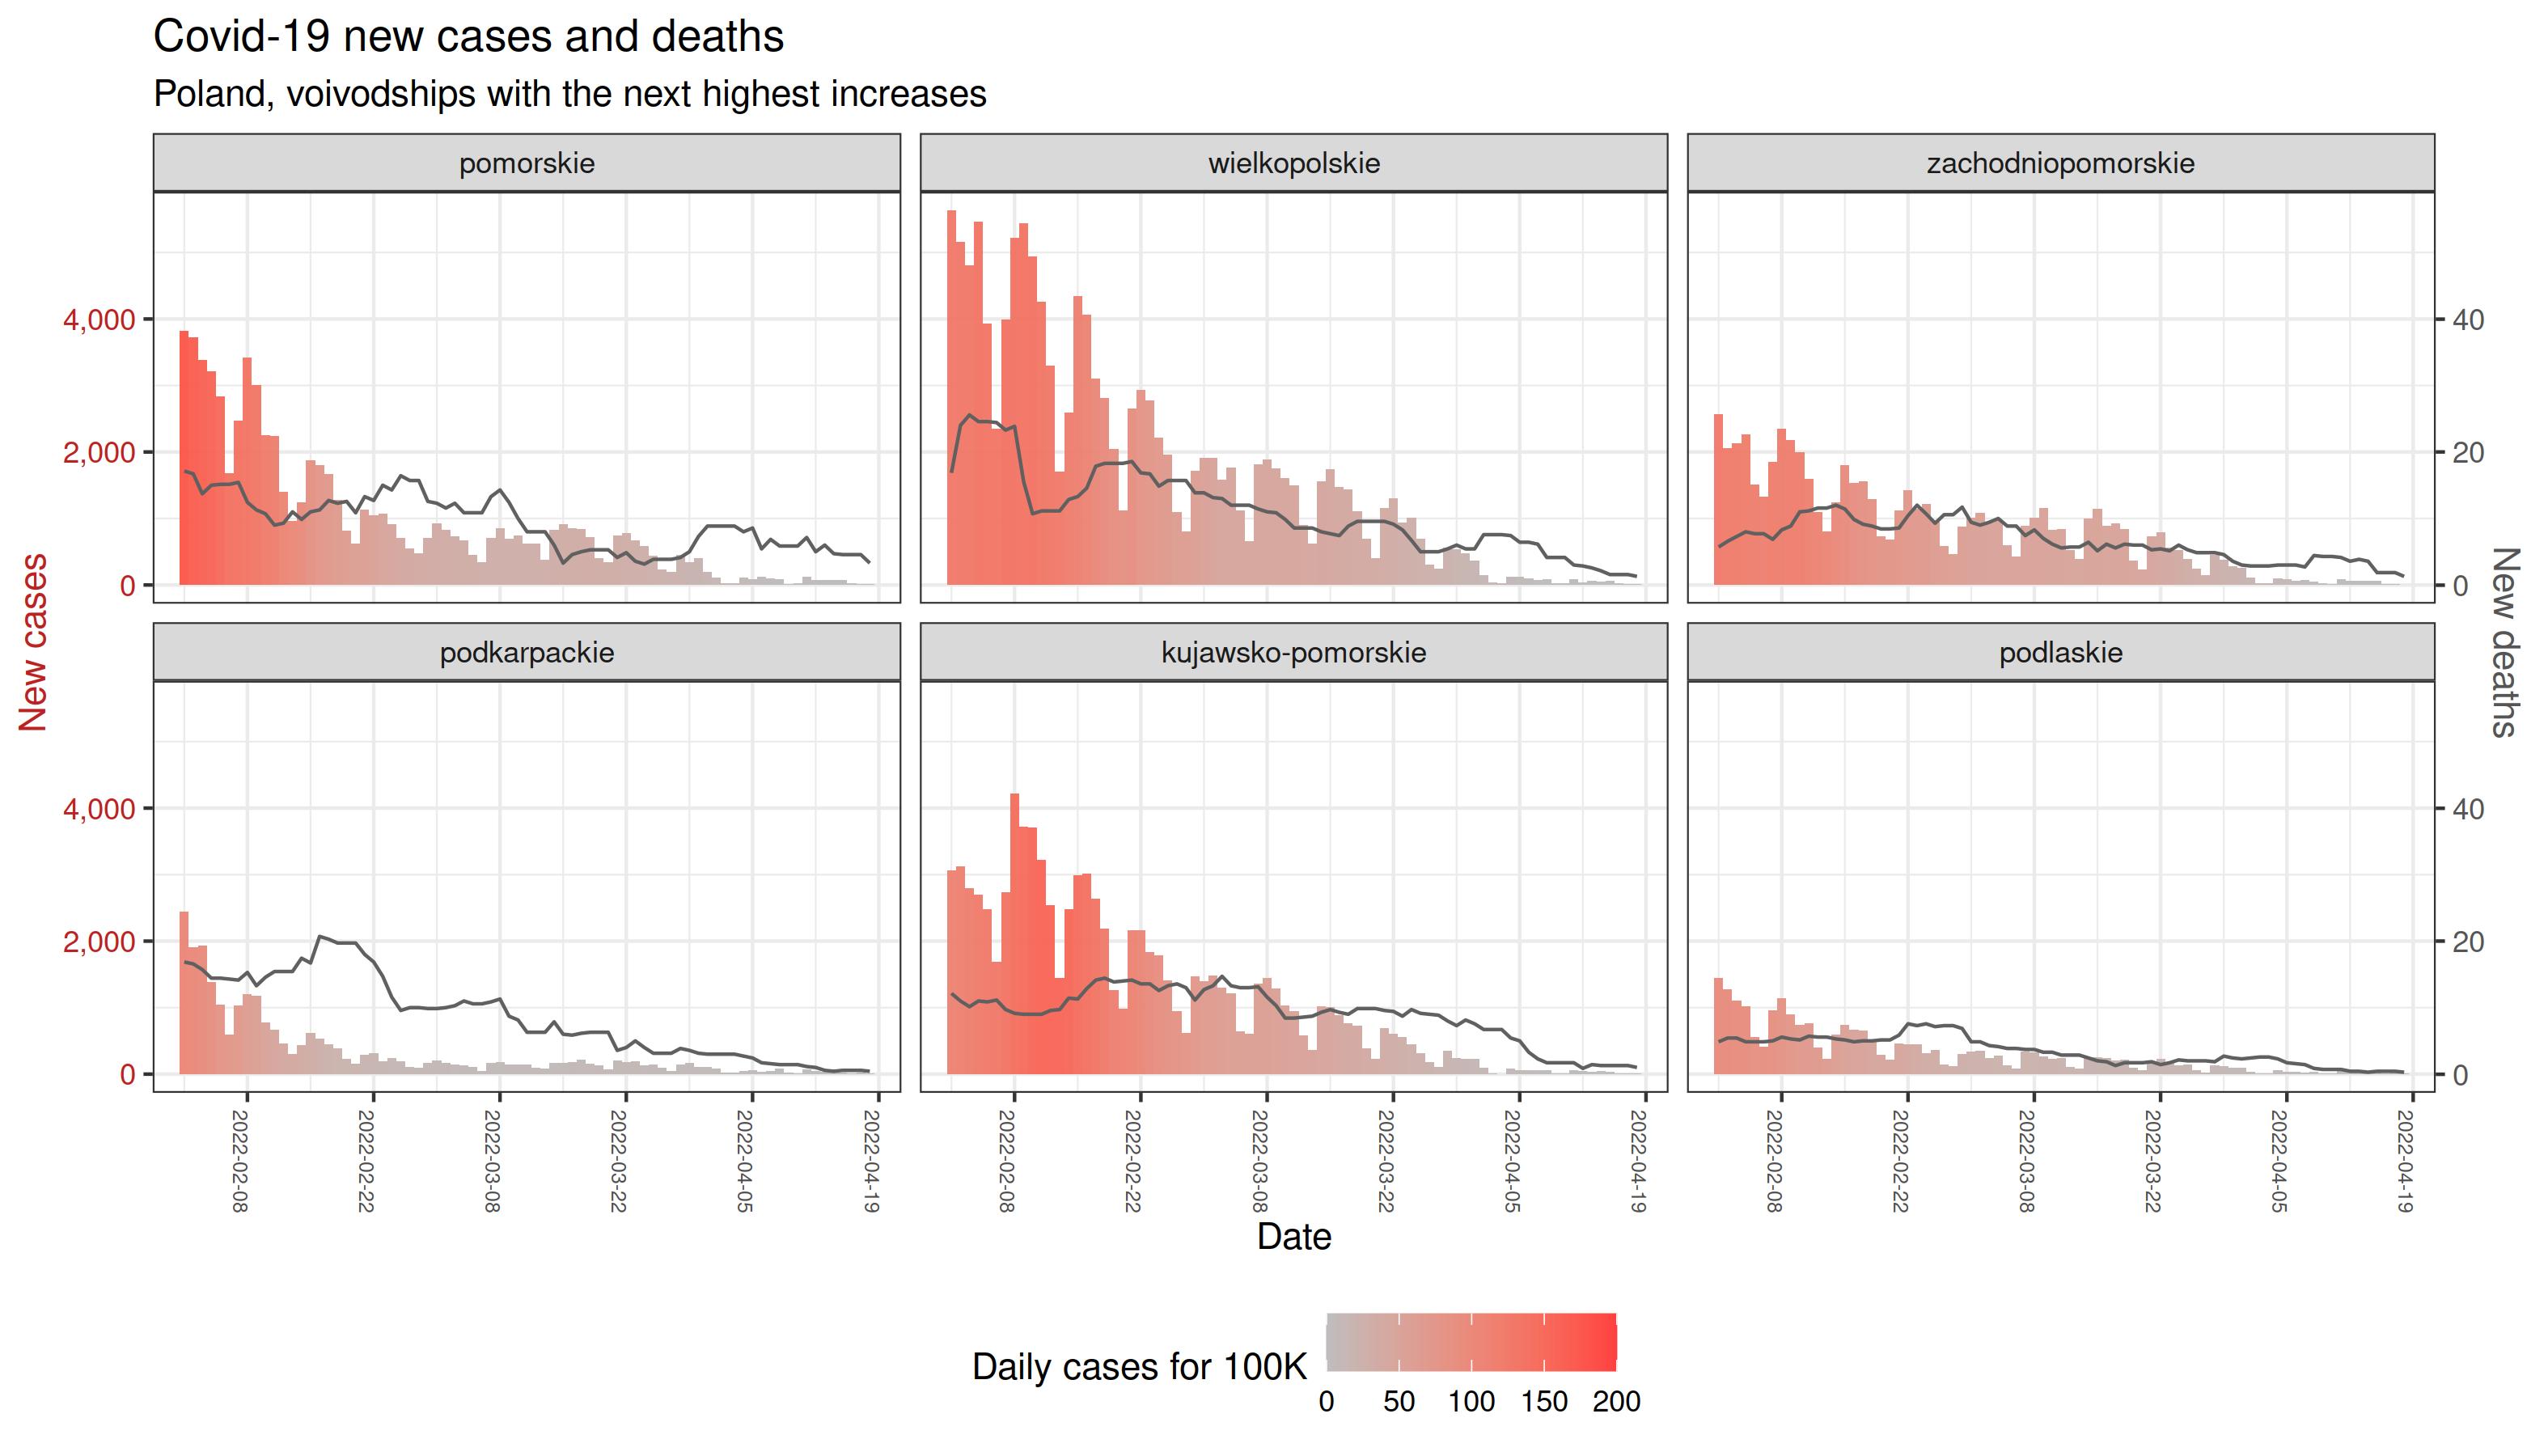 Covid-19 new cases and deaths
Poland, voivodships with the next highest increases
pomorskie
wielkopolskie
zachodniopomorskie
4,000
2,000
0
40
20
0
New cases
New deaths
podkarpackie
kujawsko-pomorskie
podlaskie
4,000
2,000
0
40
20
0
2022-02-08
2022-02-22
2022-03-08
2022-03-22
2022-04-05
2022-04-19
2022-02-08
2022-02-22
2022-03-08
2022-03-22
2022-04-05
2022-04-19
2022-02-08
2022-02-22
2022-03-08
2022-03-22
2022-04-05
2022-04-19
Date
Daily cases for 100K
0 50 100 150 200